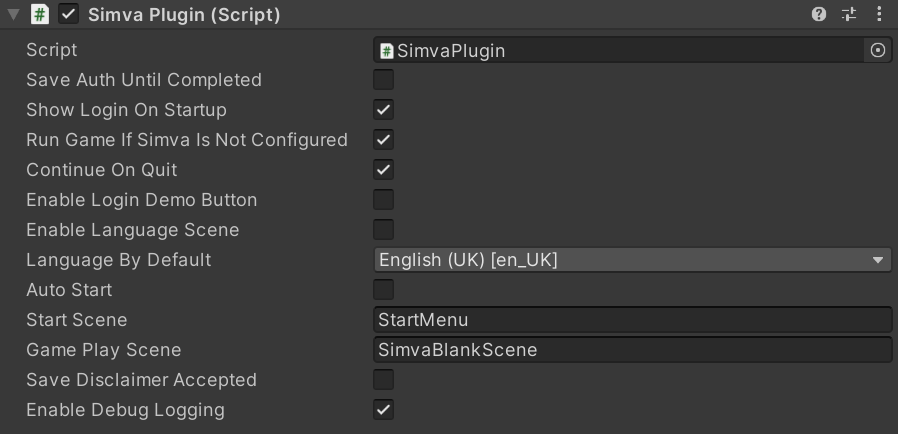 Simva Plugin (Script)
Script
SimvaPlugin
Save Auth Until Completed
Show Login On Startup
Run Game If Simva Is Not Configured
Continue On Quit
Enable Login Demo Button
Enable Language Scene
Language By Default
English (UK) [en_UK]
Auto Start
Start Scene
StartMenu
Game Play Scene
SimvaBlankScene
Save Disclaimer Accepted
Enable Debug Logging